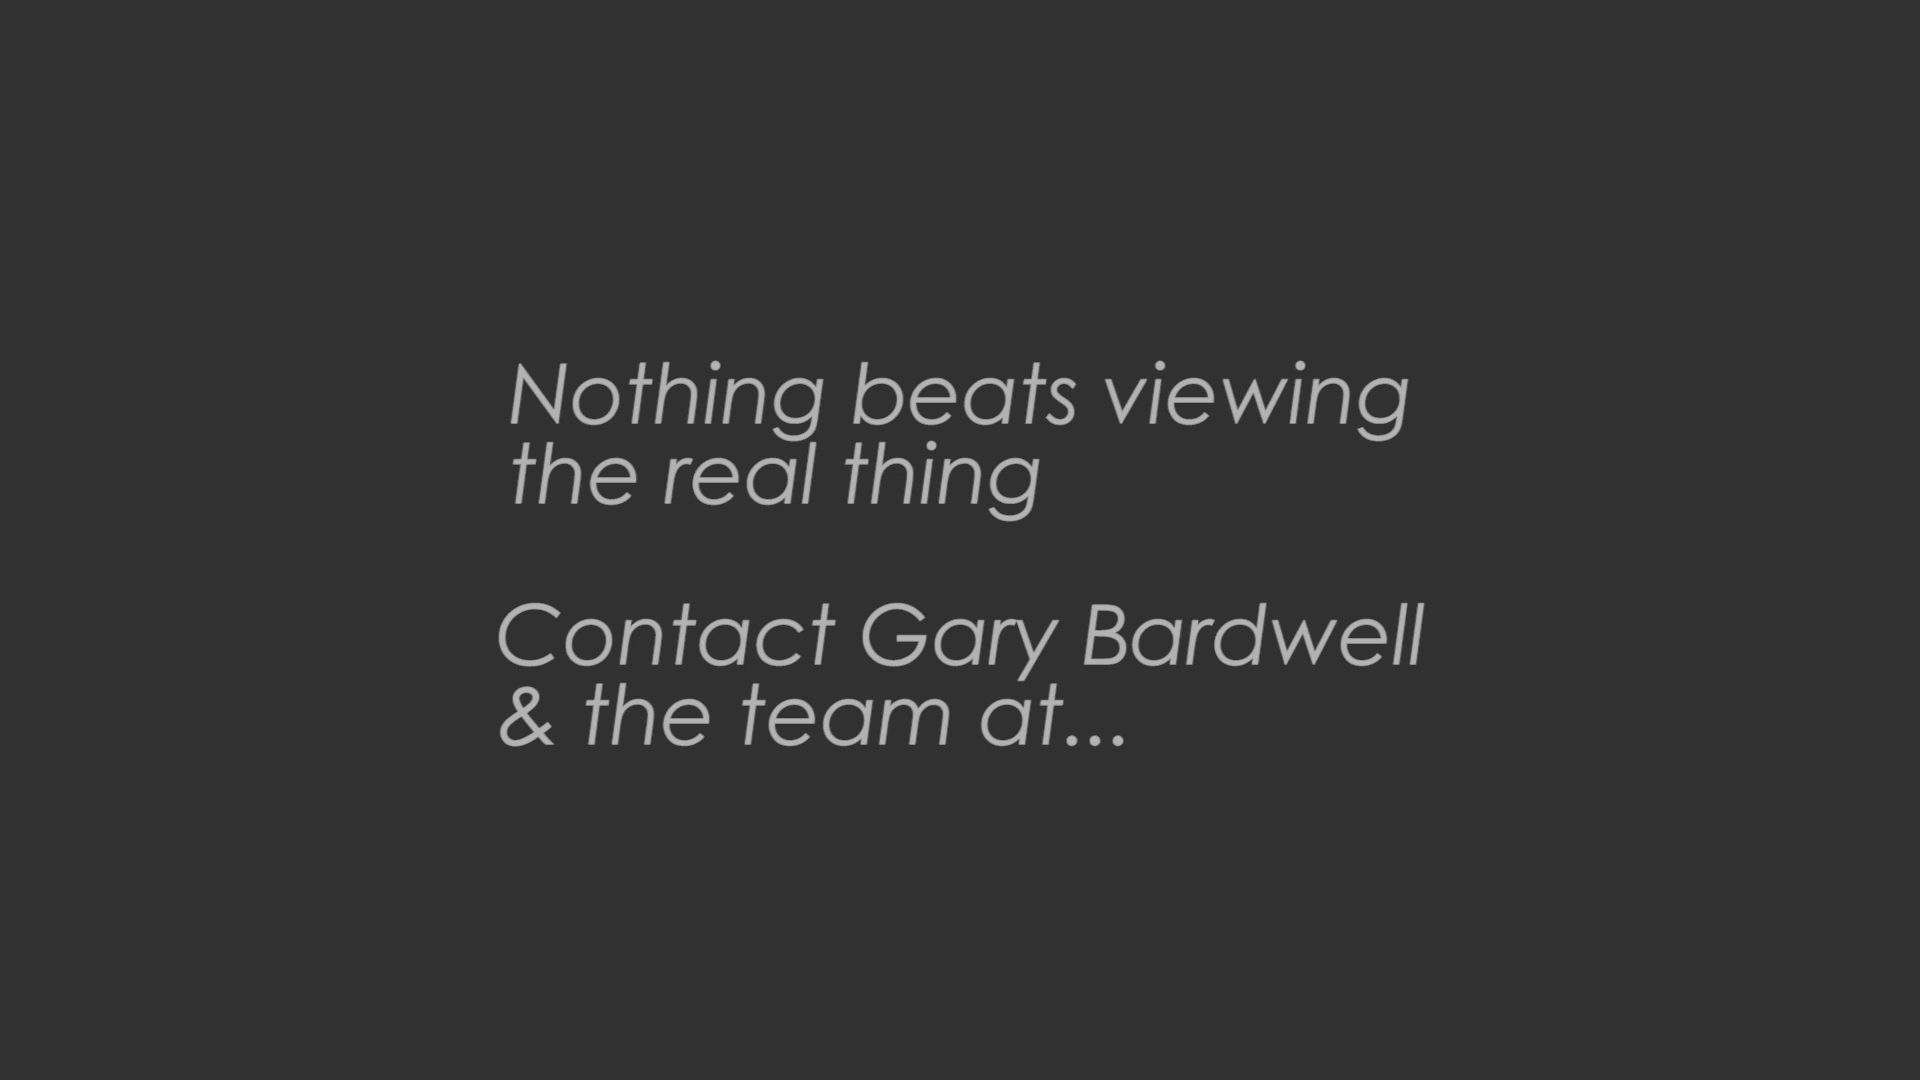 Nothing beats viewing
the real thing
Contact Gary Bardwell
& the team at...